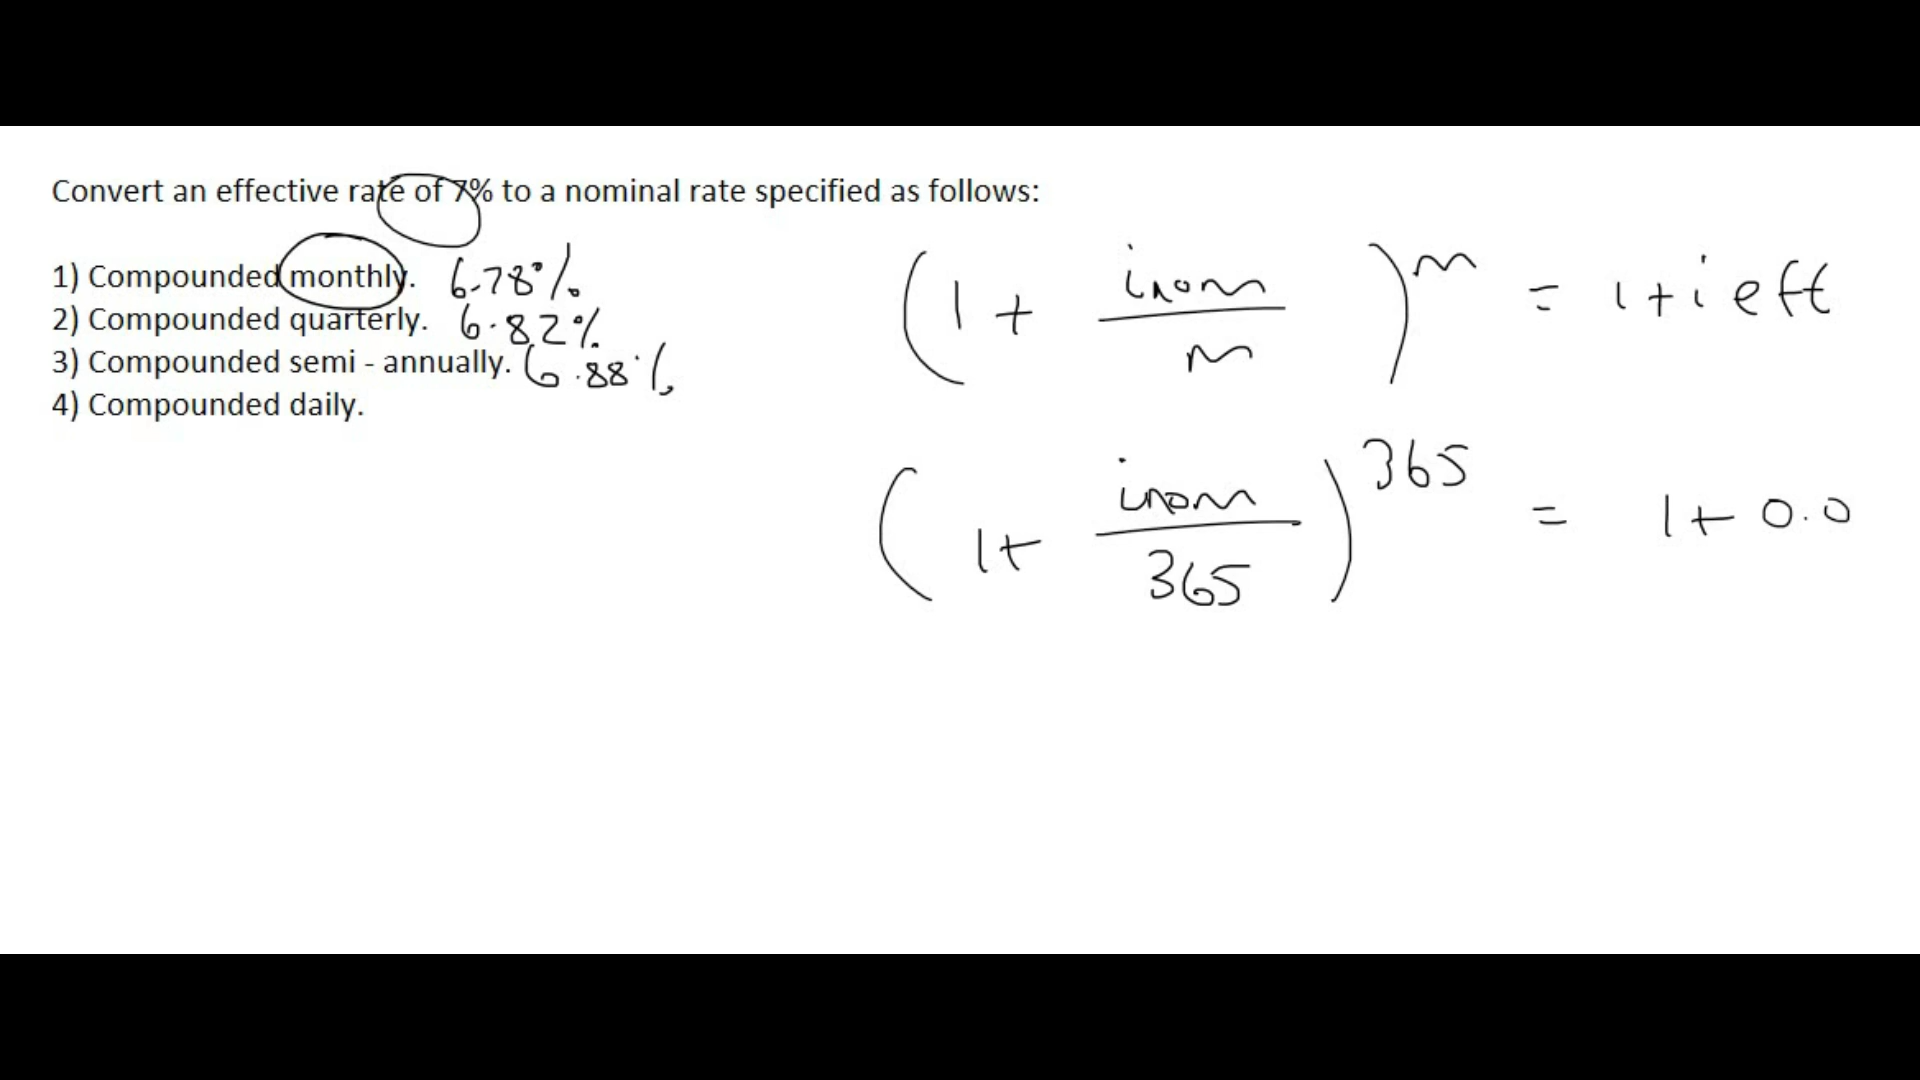 Convert an effective rate of 7% to a nominal rate specified as follows:
1) Compounded monthly. 6.78%
2) Compounded quarterly. 6.82%
3) Compounded semi - annually. 6.88%
4) Compounded daily.
(1 + inom/m)^m = 1+ieff
(1+ inom/365)^365 = 1+0.0